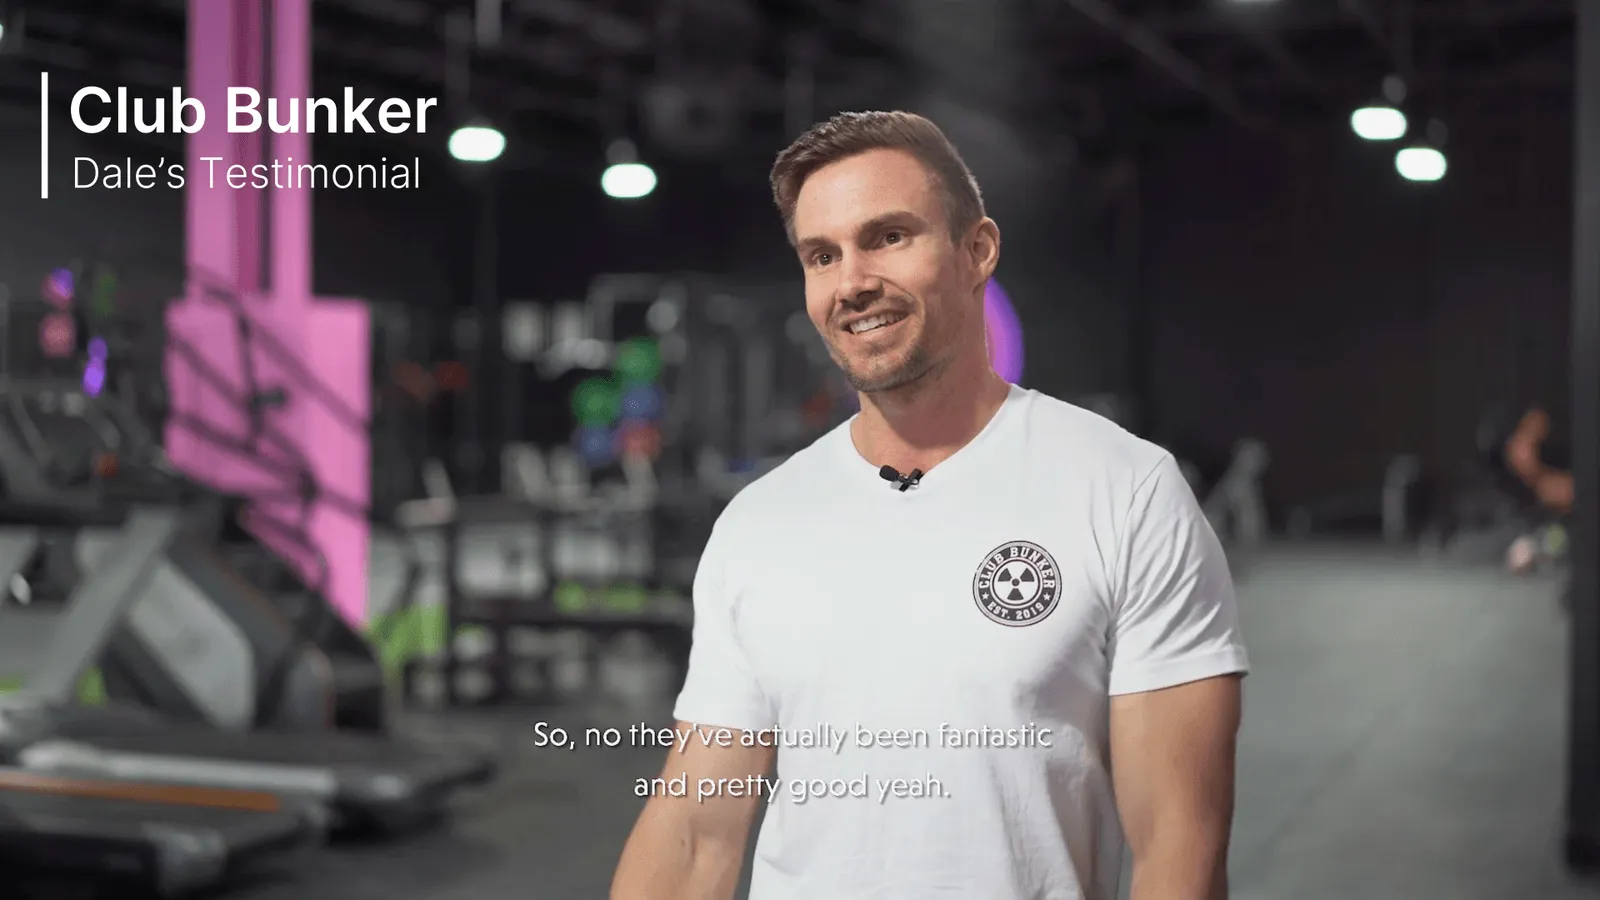 Club Bunker
Dale's Testimonial
CLUB BUNKER
EST. 2019
So, no they've actually been fantastic
and pretty good yeah.